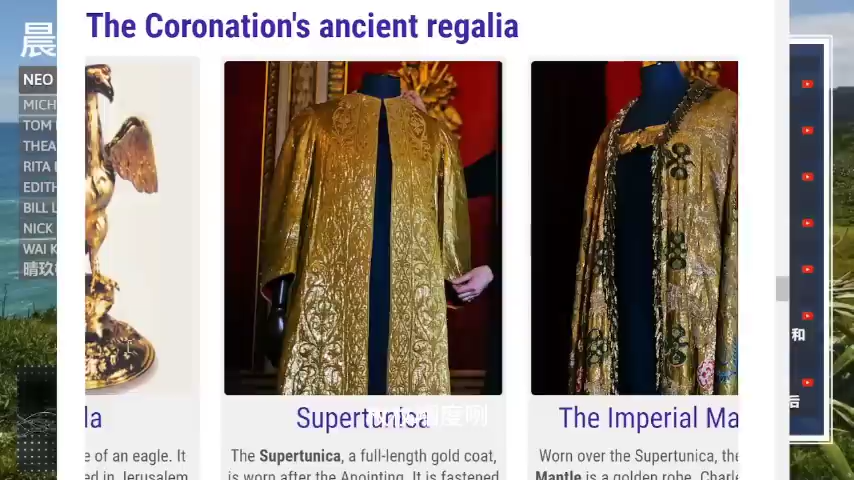 The Coronation's ancient regalia
晨
NEO
MICH
TOM
THEA
RITA
EDITH
BILL L
NICK
WAI K
晴玖
和
后
la
Supertunica
The Imperial Ma
e of an eagle. It
ed in Jerusalem
The Supertunica, a full-length gold coat,
is worn after the Anointing. It is fastened
Worn over the Supertunica, the
Mantle is a golden robe. Charle